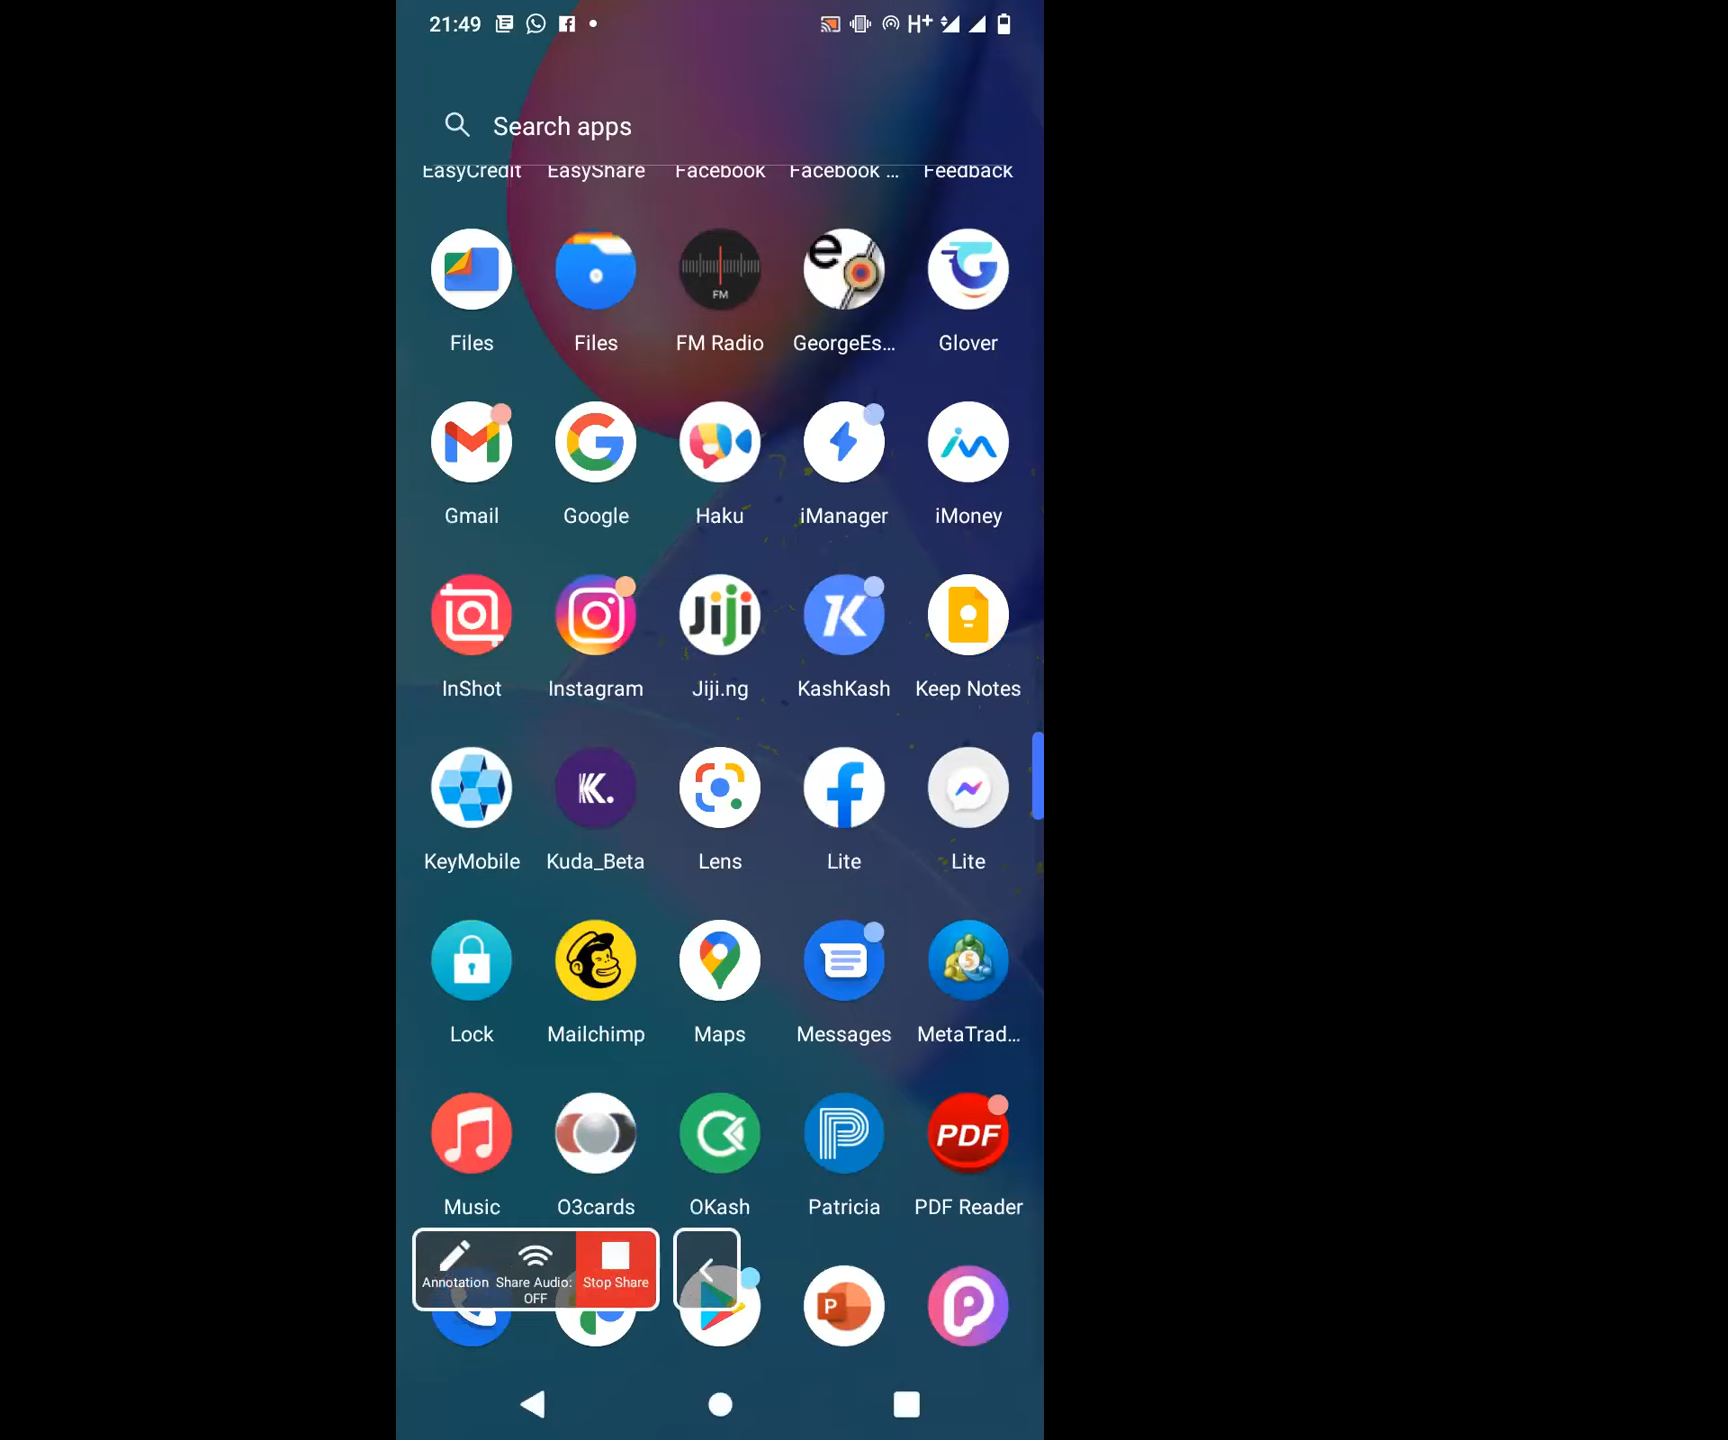 21:49 H+
Search apps
EasyCredit EasyShare Facebook Facebook ... Feedback
FM
e
Files Files FM Radio GeorgeEs... Glover
Gmail Google Haku iManager iMoney
Jiji K
InShot Instagram Jiji.ng KashKash Keep Notes
K.
KeyMobile Kuda_Beta Lens Lite Lite
5
Lock Mailchimp Maps Messages MetaTrad...
PDF
Music O3cards OKash Patricia PDF Reader
Annotation Share Audio: OFF Stop Share
P